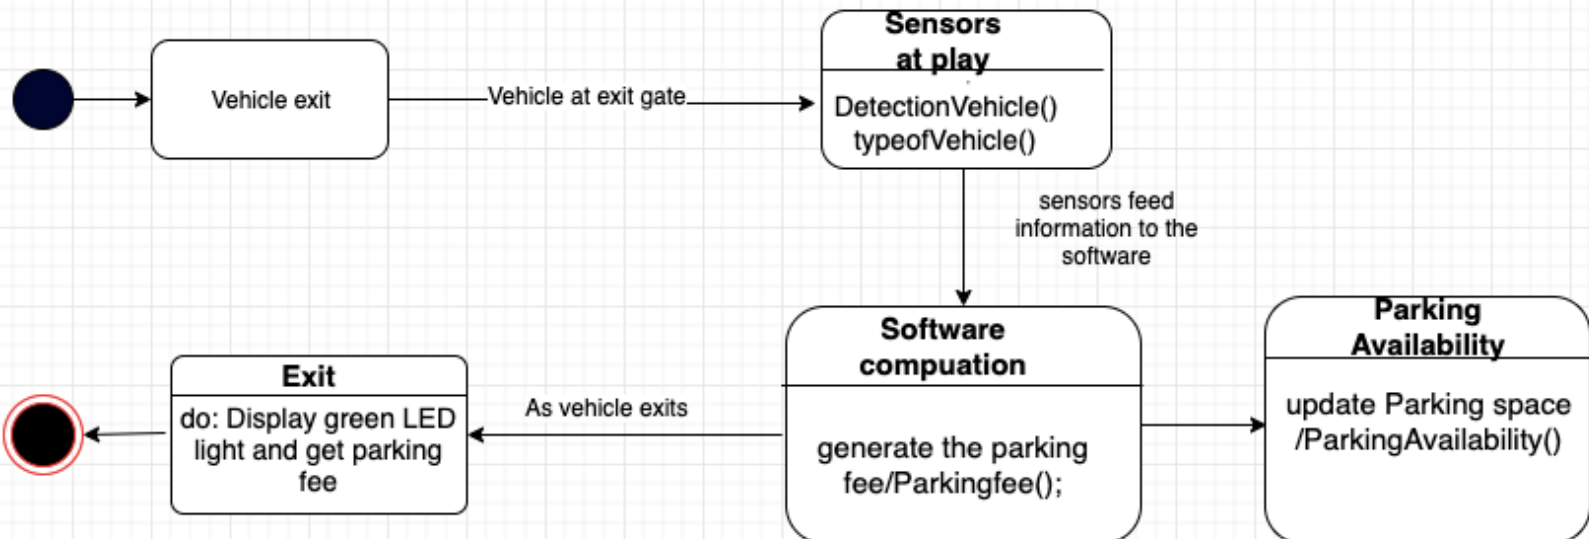 Vehicle exit
Vehicle at exit gate
Sensors
at play
DetectionVehicle()
typeofVehicle()
sensors feed
information to the
software
Software
compuation
generate the parking
fee/Parkingfee();
Parking
Availability
update Parking space
/ParkingAvailability()
As vehicle exits
Exit
do: Display green LED
light and get parking
fee